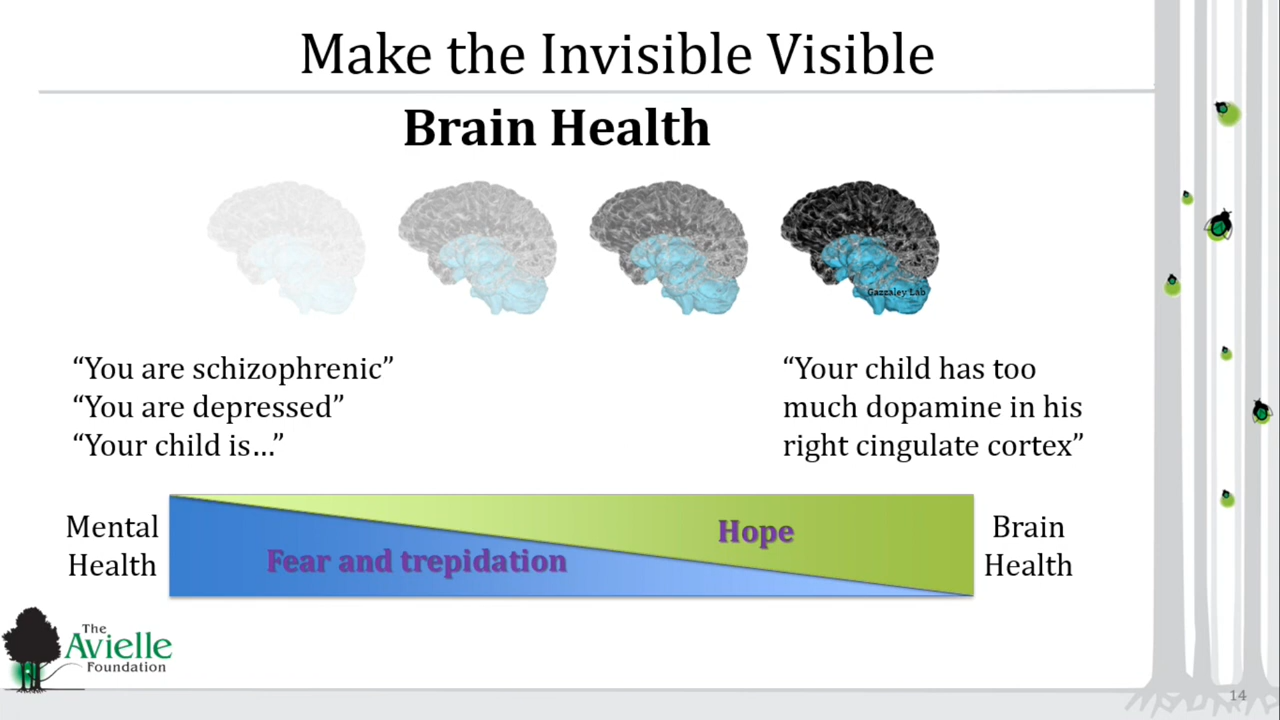 Make the Invisible Visible
Brain Health
Gazzaley Lab
“You are schizophrenic”
“You are depressed”
“Your child is…”
“Your child has too
much dopamine in his
right cingulate cortex”
Mental
Health
Fear and trepidation
Hope
Brain
Health
The
Avielle
Foundation
14